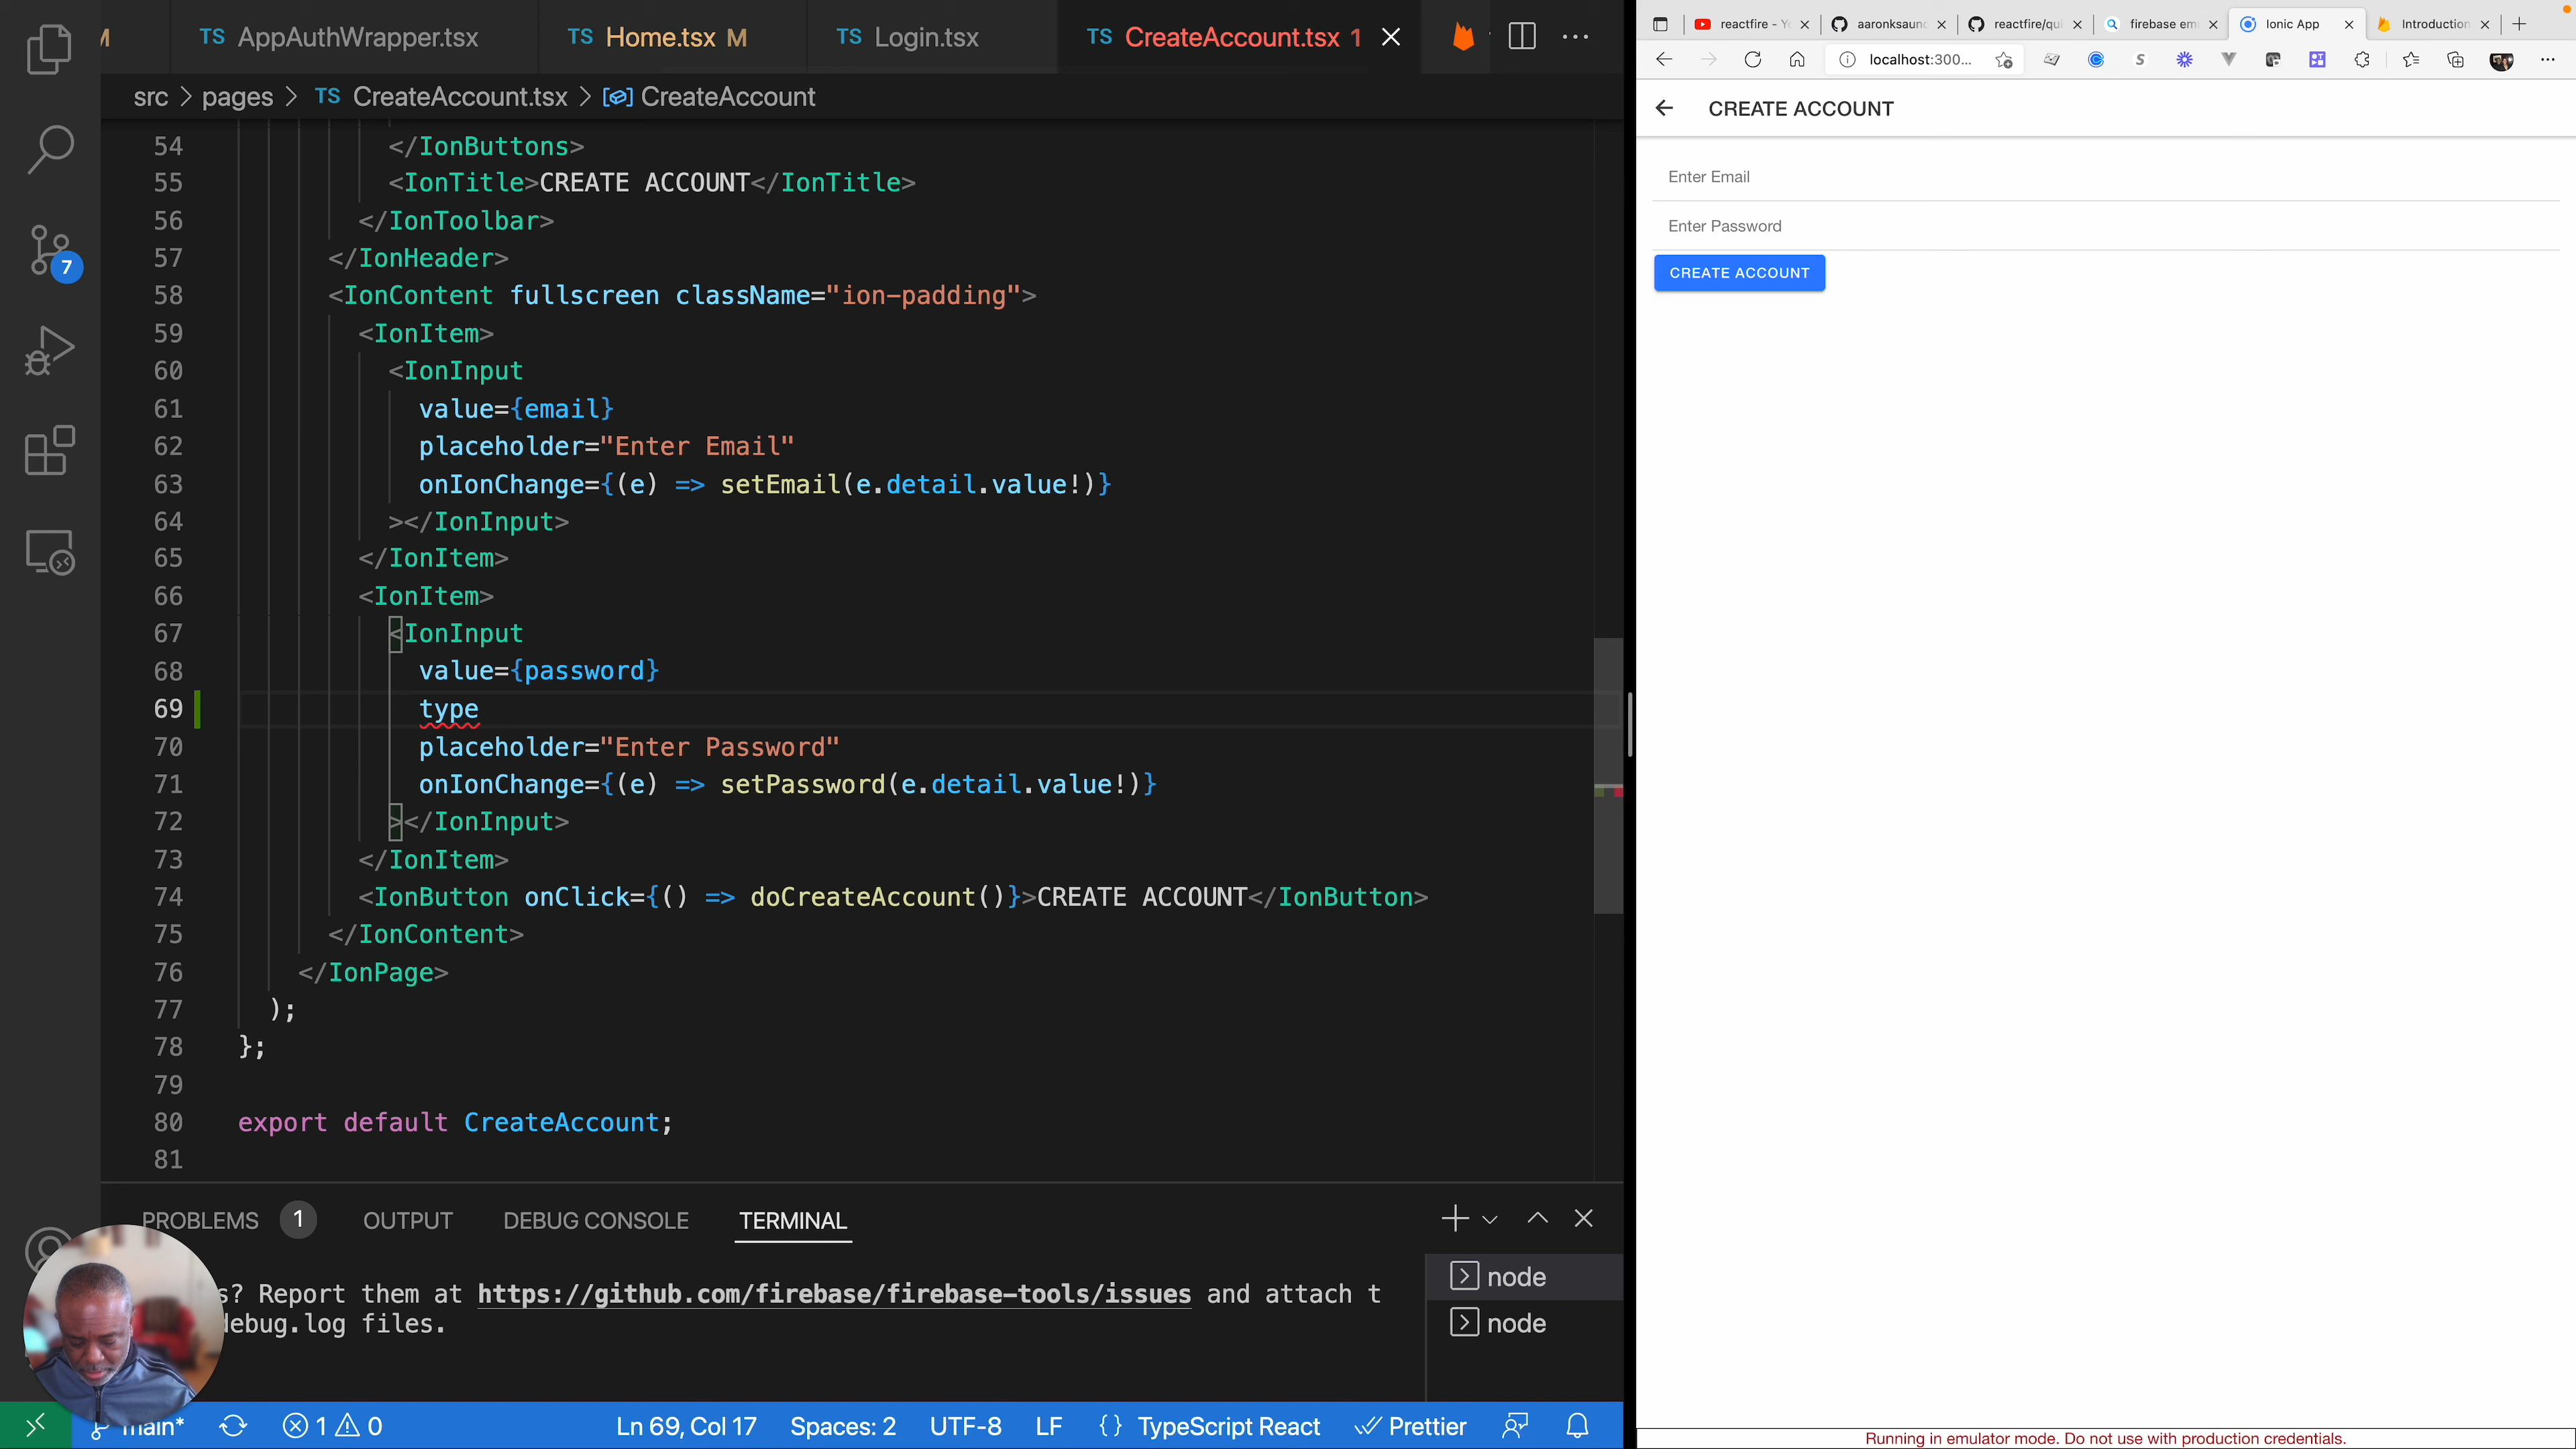 M
TS AppAuthWrapper.tsx
TS Home.tsx M
TS Login.tsx
TS CreateAccount.tsx 1
src > pages > TS CreateAccount.tsx > CreateAccount
54 </IonButtons>
55 <IonTitle>CREATE ACCOUNT</IonTitle>
56 </IonToolbar>
57 </IonHeader>
58 <IonContent fullscreen className="ion-padding">
59 <IonItem>
60 <IonInput
61 value={email}
62 placeholder="Enter Email"
63 onIonChange={(e) => setEmail(e.detail.value!)}
64 ></IonInput>
65 </IonItem>
66 <IonItem>
67 <IonInput
68 value={password}
69 type
70 placeholder="Enter Password"
71 onIonChange={(e) => setPassword(e.detail.value!)}
72 ></IonInput>
73 </IonItem>
74 <IonButton onClick={() => doCreateAccount()}>CREATE ACCOUNT</IonButton>
75 </IonContent>
76 </IonPage>
77 );
78 };
79
80 export default CreateAccount;
81
7
PROBLEMS 1 OUTPUT DEBUG CONSOLE TERMINAL
s? Report them at https://github.com/firebase/firebase-tools/issues and attach t
debug.log files.
node
node
main* 1 0 Ln 69, Col 17 Spaces: 2 UTF-8 LF {} TypeScript React Prettier
reactfire - Y
aaronksaun
reactfire/qui
firebase em
Ionic App
Introduction
localhost:300...
CREATE ACCOUNT
Enter Email
Enter Password
CREATE ACCOUNT
Running in emulator mode. Do not use with production credentials.